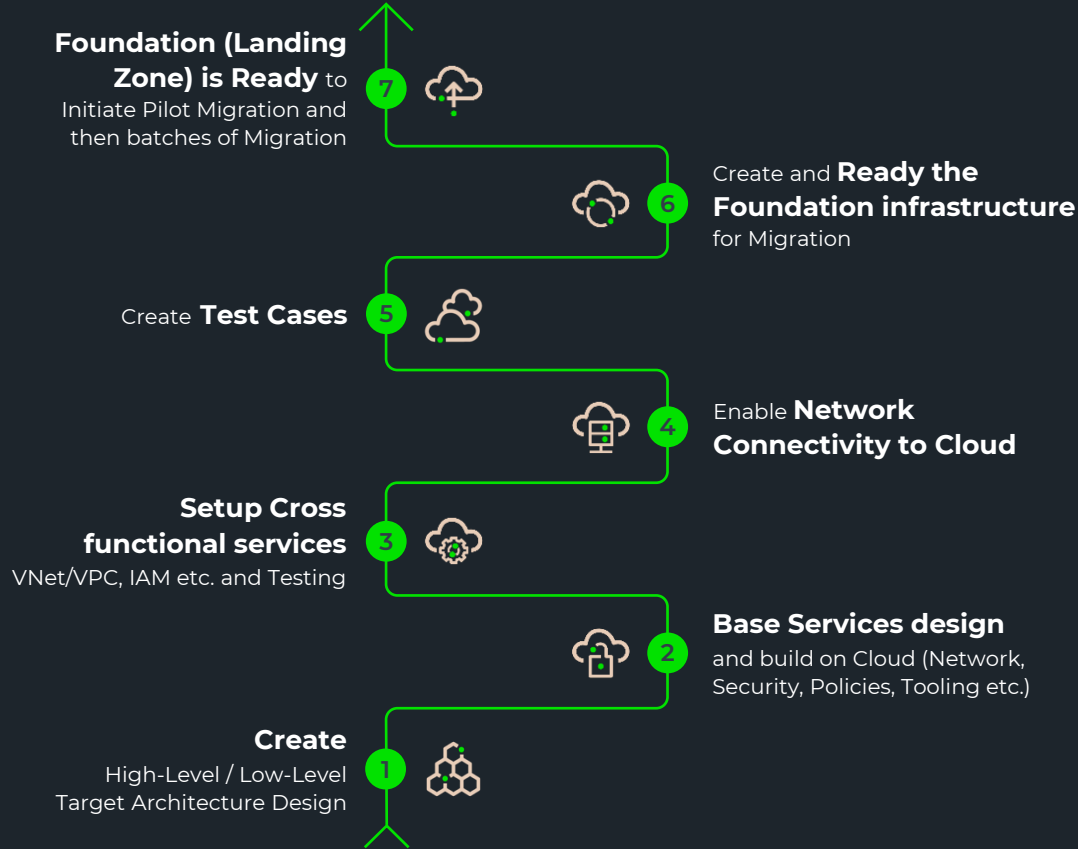 Foundation (Landing
Zone) is Ready to
Initiate Pilot Migration and
then batches of Migration
7
Create and Ready the
Foundation infrastructure
for Migration
6
Create Test Cases
5
Enable Network
Connectivity to Cloud
4
Setup Cross
functional services
VNet/VPC, IAM etc. and Testing
3
Base Services design
and build on Cloud (Network,
Security, Policies, Tooling etc.)
2
Create
High-Level / Low-Level
Target Architecture Design
1